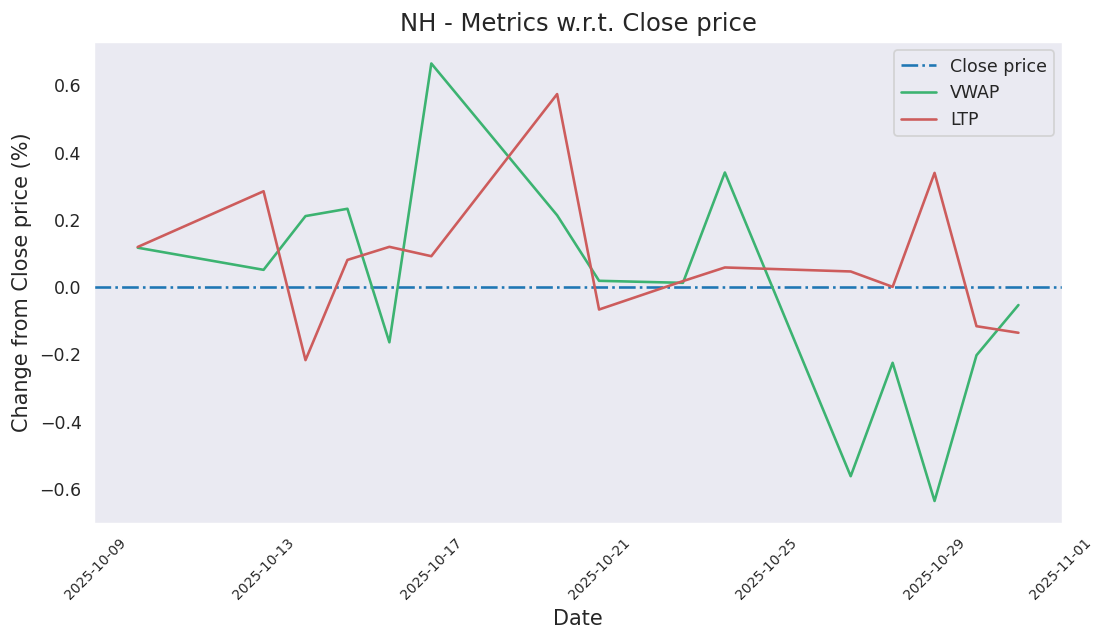 NH - Metrics w.r.t. Close price
Close price
VWAP
LTP
Change from Close price (%)
0.6
0.4
0.2
0.0
−0.2
−0.4
−0.6
2025-10-09
2025-10-13
2025-10-17
2025-10-21
2025-10-25
2025-10-29
2025-11-01
Date